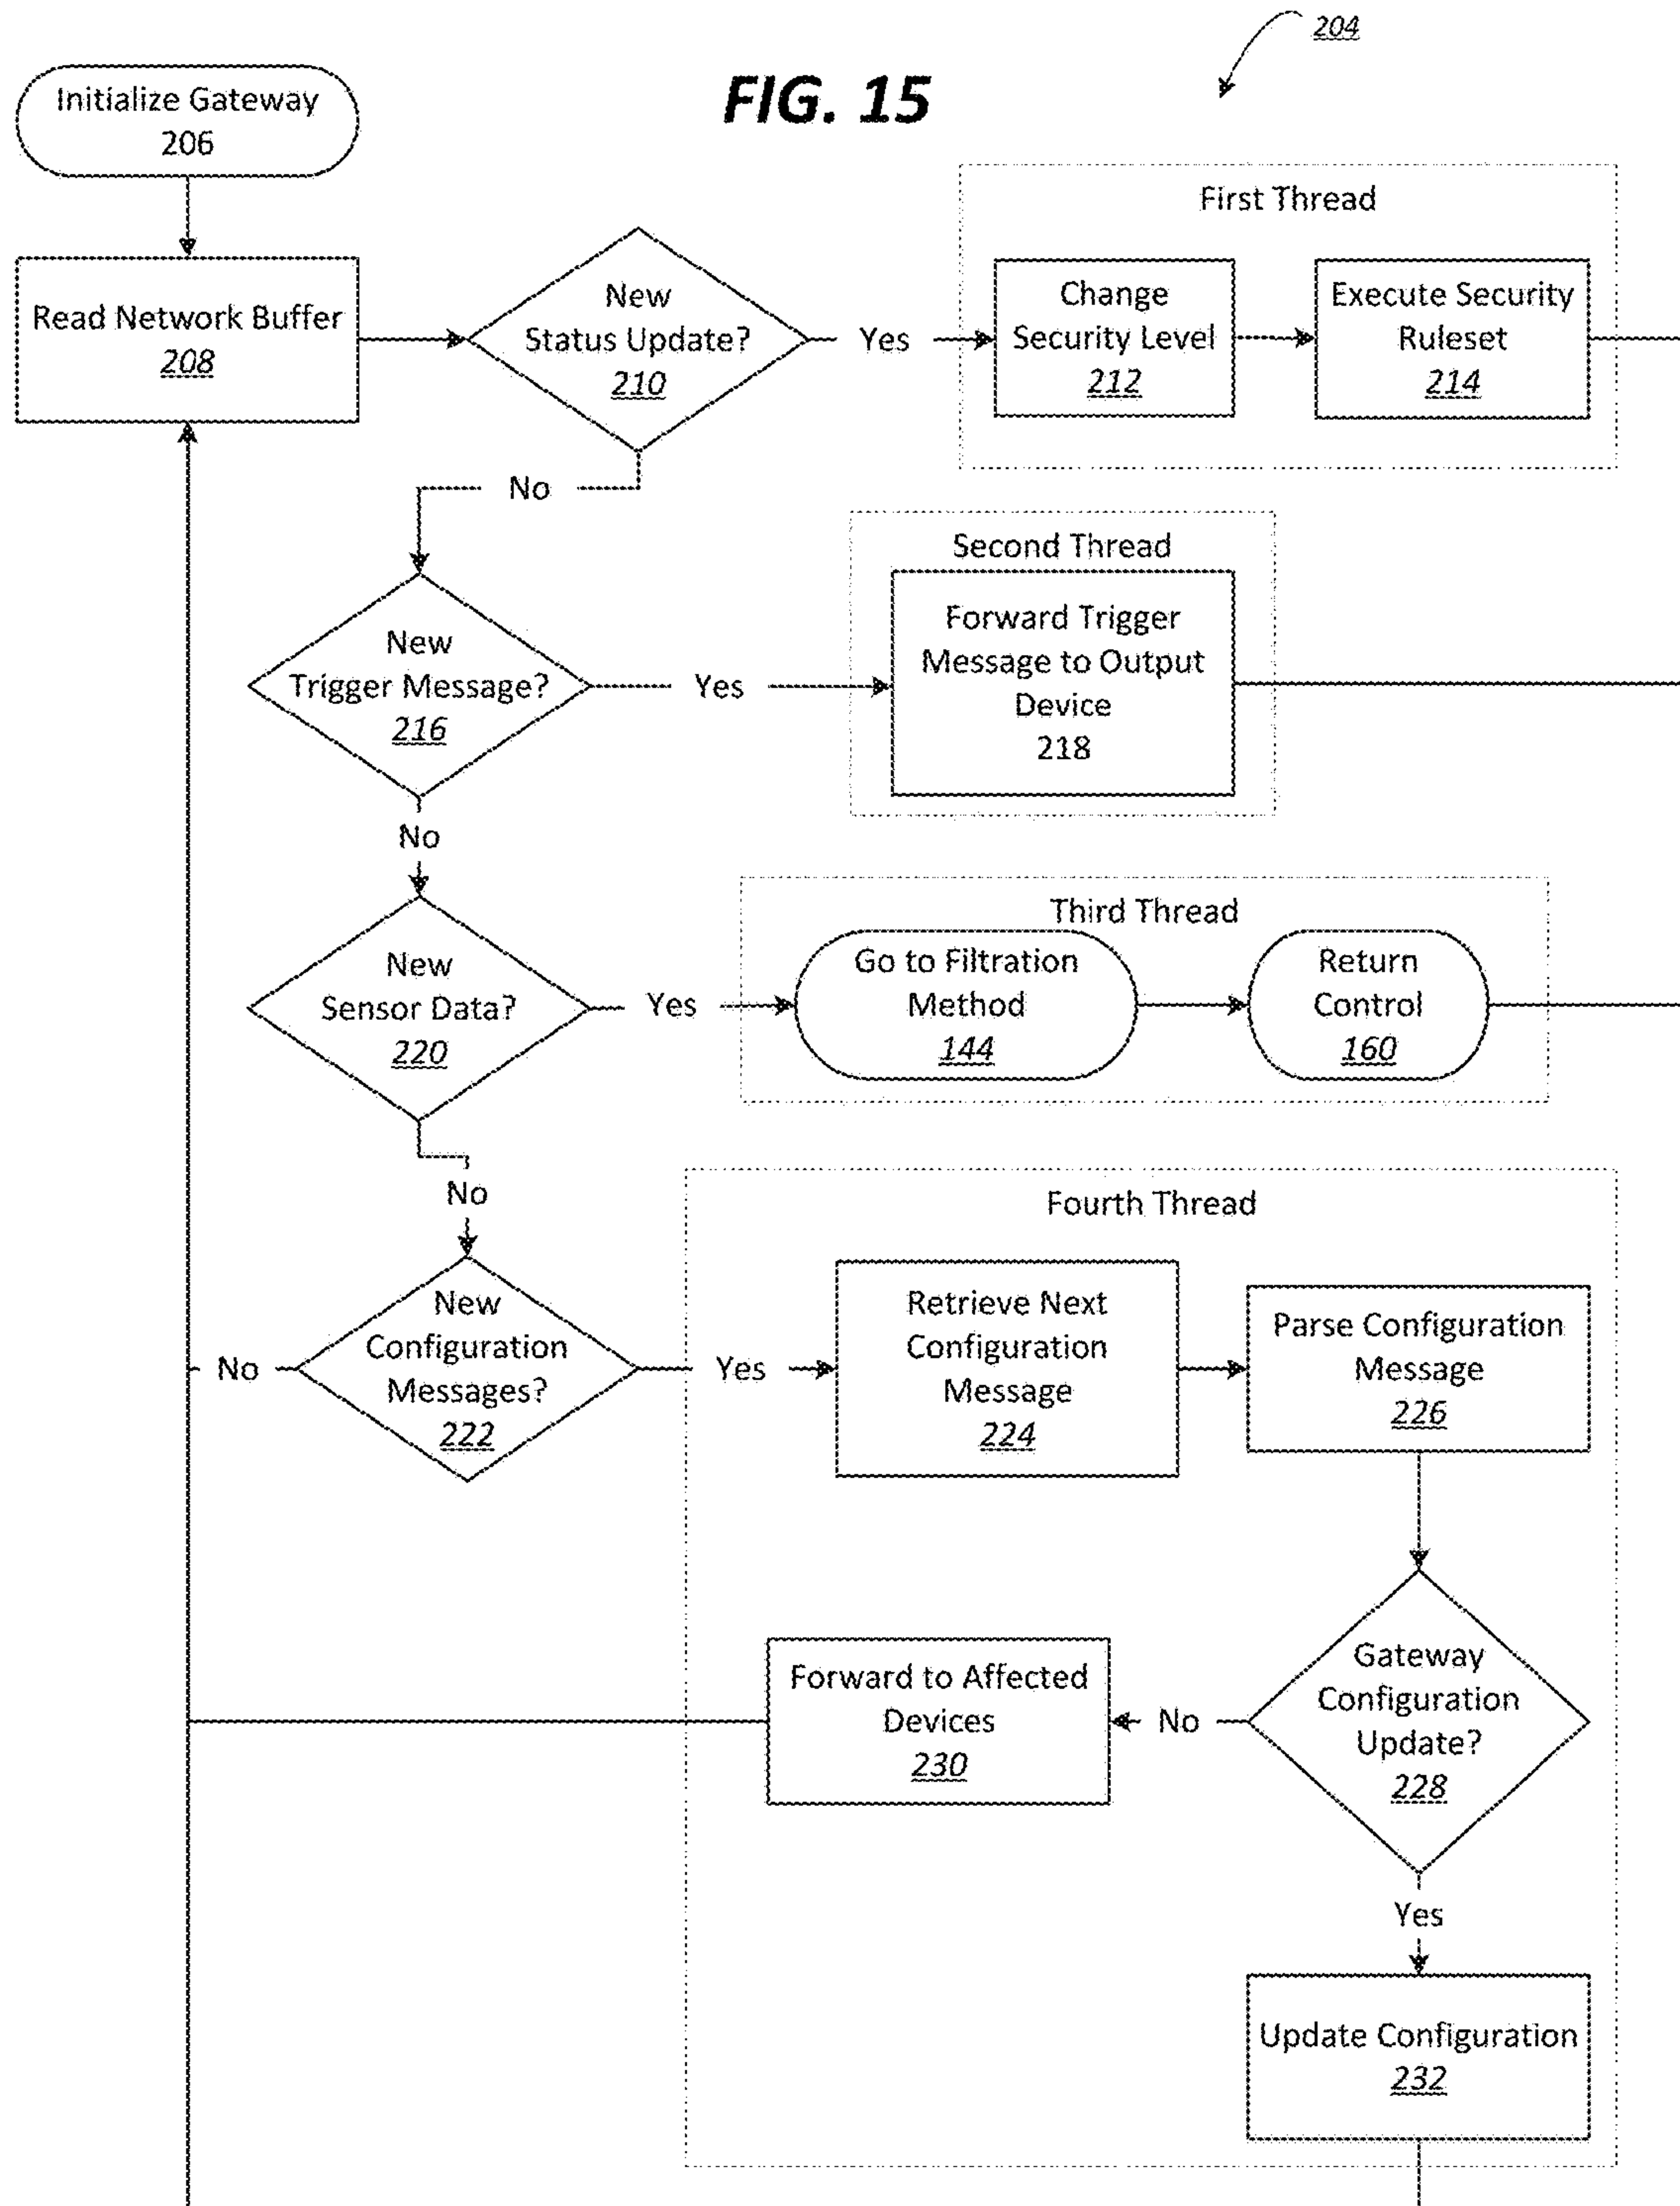 204
FIG. 15
Initialize Gateway
206
First Thread
Read Network Buffer
208
New
Status Update?
210
Yes
Change
Security Level
212
Execute Security
Ruleset
214
No
Second Thread
New
Trigger Message?
216
Yes
Forward Trigger
Message to Output
Device
218
No
Third Thread
New
Sensor Data?
220
Yes
Go to Filtration
Method
144
Return
Control
160
No
Fourth Thread
New
Configuration
Messages?
222
No
Yes
Retrieve Next
Configuration
Message
224
Parse Configuration
Message
226
Gateway
Configuration
Update?
228
No
Forward to Affected
Devices
230
Yes
Update Configuration
232